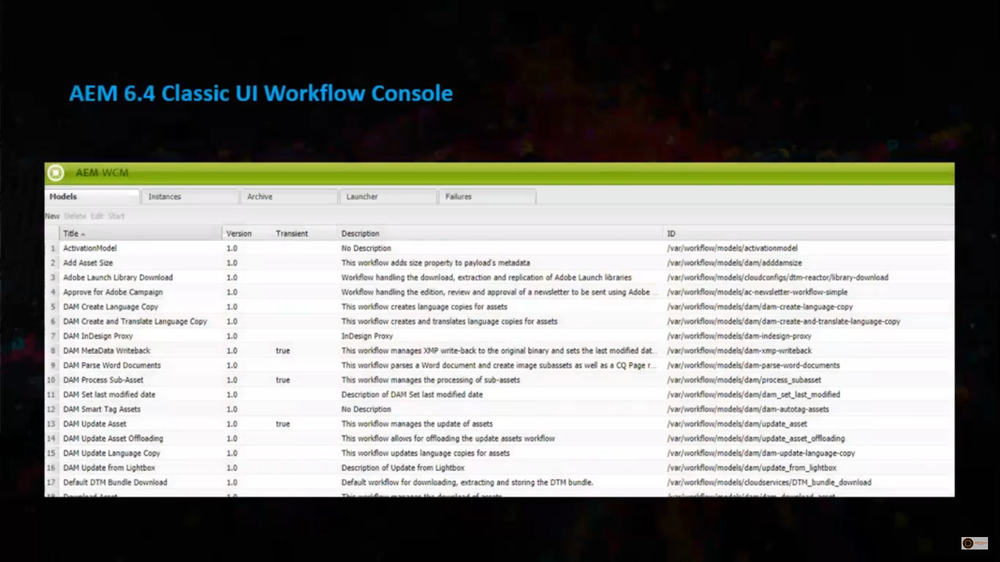 AEM 6.4 Classic UI Workflow Console
AEM WCM
Models Instances Archive Launcher Failures
New Delete Edit Start
Title Version Transient Description ID
1 ActivationModel 1.0 No Description /var/workflow/models/activationmodel
2 Add Asset Size 1.0 This workflow adds size property to payload's metadata /var/workflow/models/dam/adddamsize
3 Adobe Launch Library Download 1.0 Workflow handling the download, extraction and replication of Adobe Launch libraries /var/workflow/models/cloudconfigs/dtm-reactor/library-download
4 Approve for Adobe Campaign 1.0 Workflow handling the edition, review and approval of a newsletter to be sent using Adobe ... /var/workflow/models/ac-newsletter-workflow-simple
5 DAM Create Language Copy 1.0 This workflow creates language copies for assets /var/workflow/models/dam/dam-create-language-copy
6 DAM Create and Translate Language Copy 1.0 This workflow creates and translates language copies for assets /var/workflow/models/dam/dam-create-and-translate-language-copy
7 DAM InDesign Proxy 1.0 InDesign Proxy /var/workflow/models/dam-indesign-proxy
8 DAM MetaData Writeback 1.0 true This workflow manages XMP write-back to the original binary and sets the last modified dat... /var/workflow/models/dam-xmp-writeback
9 DAM Parse Word Documents 1.0 This workflow parses a Word document and create image subassets as well as a CQ Page r... /var/workflow/models/dam-parse-word-documents
10 DAM Process Sub-Asset 1.0 true This workflow manages the processing of sub-assets /var/workflow/models/dam/process_subasset
11 DAM Set last modified date 1.0 Description of DAM Set last modified date /var/workflow/models/dam/dam_set_last_modified
12 DAM Smart Tag Assets 1.0 No Description /var/workflow/models/dam/dam-autotag-assets
13 DAM Update Asset 1.0 true This workflow manages the update of assets /var/workflow/models/dam/update_asset
14 DAM Update Asset Offloading 1.0 This workflow allows for offloading the update assets workflow /var/workflow/models/dam/update_asset_offloading
15 DAM Update Language Copy 1.0 This workflow updates language copies for assets /var/workflow/models/dam/dam-update-language-copy
16 DAM Update from Lightbox 1.0 Description of Update from Lightbox /var/workflow/models/dam/update_from_lightbox
17 Default DTM Bundle Download 1.0 Default workflow for downloading, extracting and storing the DTM bundle. /var/workflow/models/cloudservices/DTM_bundle_download
18 Download Asset 1.0 This workflow manages the download of assets /var/workflow/models/dam/dam_download_asset